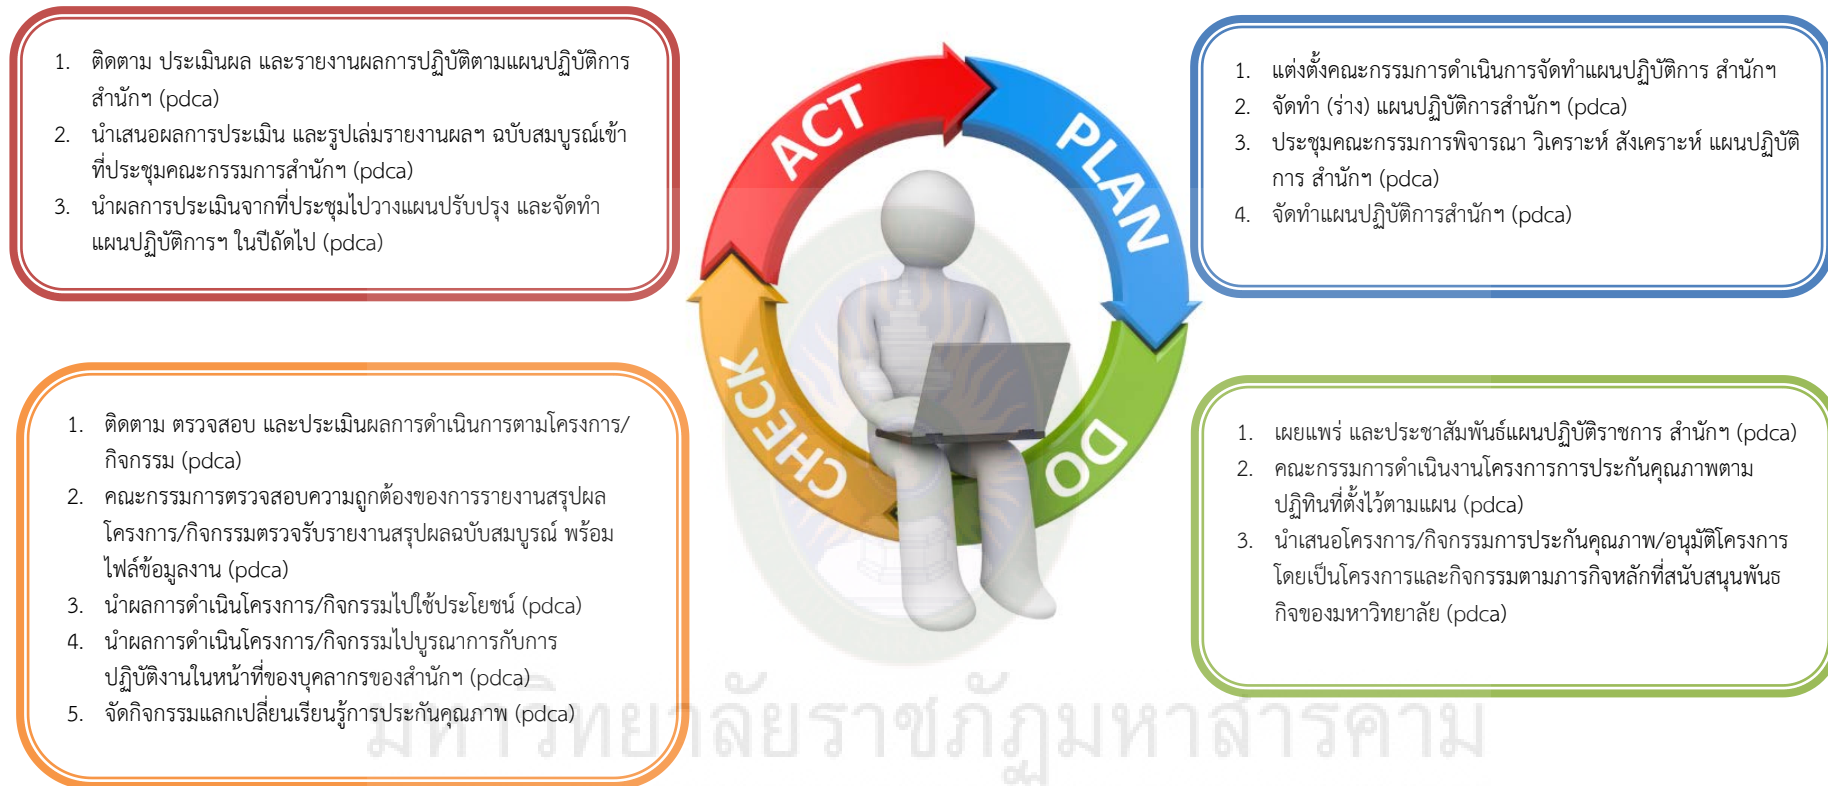 1. ติดตาม ประเมินผล และรายงานผลการปฏิบัติตามแผนปฏิบัติการ
สำนักฯ (pdca)
2. นำเสนอผลการประเมิน และรูปเล่มรายงานผลฯ ฉบับสมบูรณ์เข้า
ที่ประชุมคณะกรรมการสำนักฯ (pdca)
3. นำผลการประเมินจากที่ประชุมไปวางแผนปรับปรุง และจัดทำ
แผนปฏิบัติการฯ ในปีถัดไป (pdca)
ACT
PLAN
DO
CHECK
1. แต่งตั้งคณะกรรมการดำเนินการจัดทำแผนปฏิบัติการ สำนักฯ
2. จัดทำ (ร่าง) แผนปฏิบัติการสำนักฯ (pdca)
3. ประชุมคณะกรรมการพิจารณา วิเคราะห์ สังเคราะห์ แผนปฏิบัติ
การ สำนักฯ (pdca)
4. จัดทำแผนปฏิบัติการสำนักฯ (pdca)
1. ติดตาม ตรวจสอบ และประเมินผลการดำเนินการตามโครงการ/
กิจกรรม (pdca)
2. คณะกรรมการตรวจสอบความถูกต้องของการรายงานสรุปผล
โครงการ/กิจกรรมตรวจรับรายงานสรุปผลฉบับสมบูรณ์ พร้อม
ไฟล์ข้อมูลงาน (pdca)
3. นำผลการดำเนินโครงการ/กิจกรรมไปใช้ประโยชน์ (pdca)
4. นำผลการดำเนินโครงการ/กิจกรรมไปบูรณาการกับการ
ปฏิบัติงานในหน้าที่ของบุคลากรของสำนักฯ (pdca)
5. จัดกิจกรรมแลกเปลี่ยนเรียนรู้การประกันคุณภาพ (pdca)
1. เผยแพร่ และประชาสัมพันธ์แผนปฏิบัติราชการ สำนักฯ (pdca)
2. คณะกรรมการดำเนินงานโครงการการประกันคุณภาพตาม
ปฏิทินที่ตั้งไว้ตามแผน (pdca)
3. นำเสนอโครงการ/กิจกรรมการประกันคุณภาพ/อนุมัติโครงการ
โดยเป็นโครงการและกิจกรรมตามภารกิจหลักที่สนับสนุนพันธ
กิจของมหาวิทยาลัย (pdca)
มหาวิทยาลัยราชภัฏมหาสารคาม